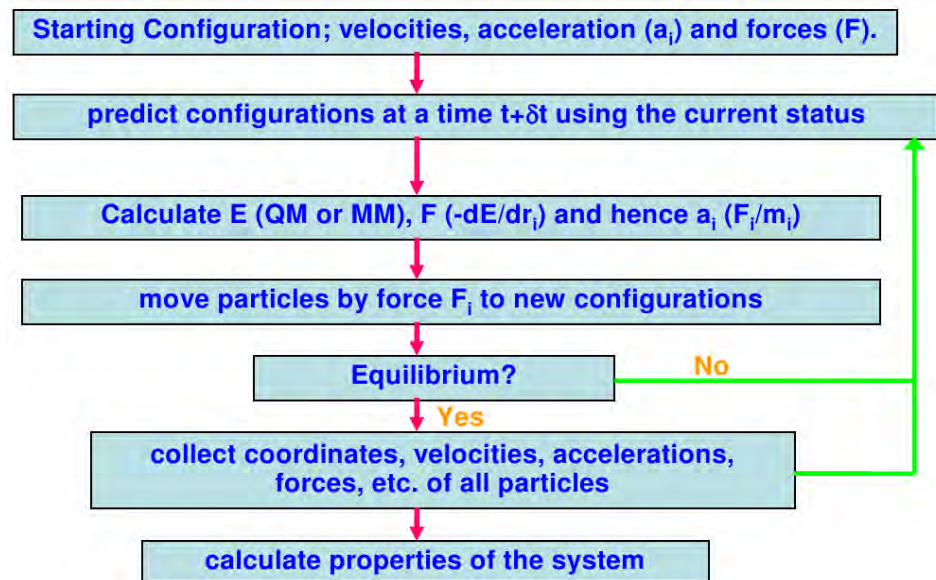 Starting Configuration; velocities, acceleration (aᵢ) and forces (F).
predict configurations at a time t+δt using the current status
Calculate E (QM or MM), F (-dE/drᵢ) and hence aᵢ (Fᵢ/mᵢ)
move particles by force Fᵢ to new configurations
Equilibrium?
No
Yes
collect coordinates, velocities, accelerations,
forces, etc. of all particles
calculate properties of the system